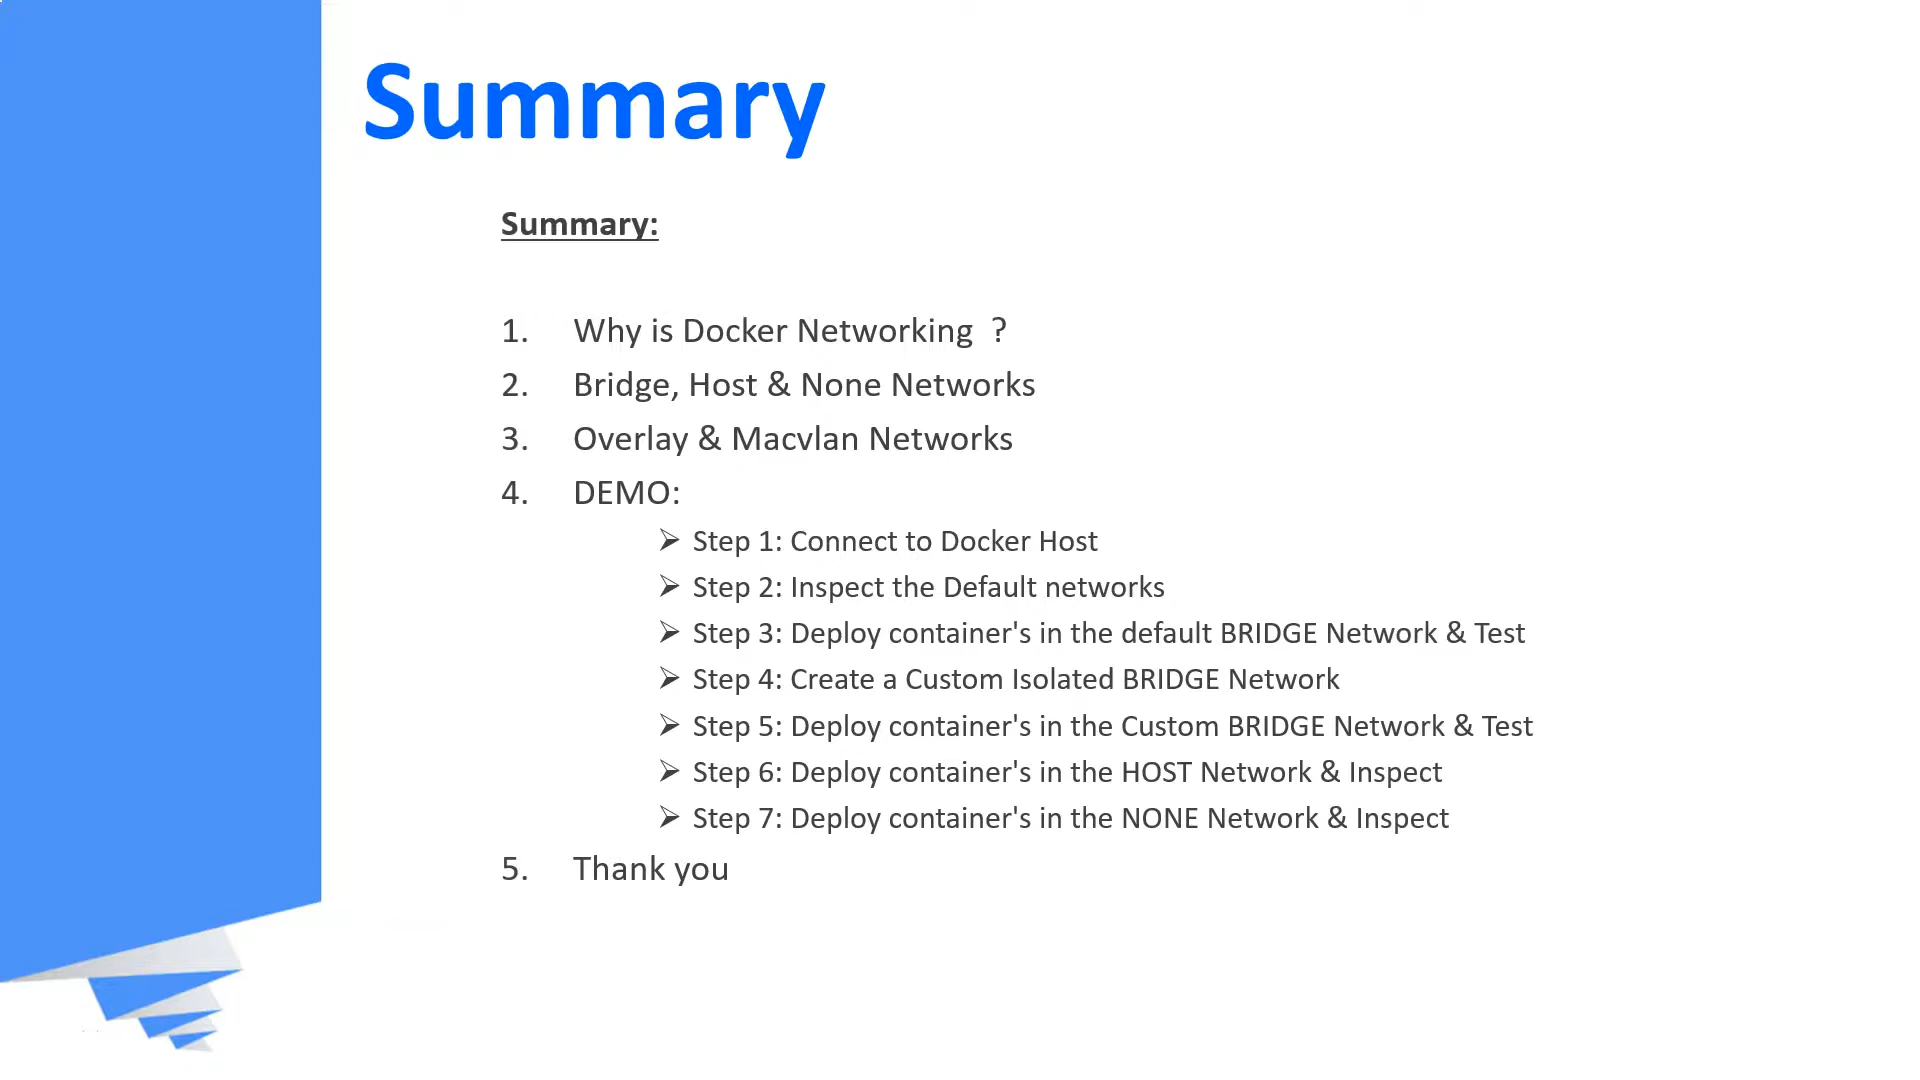 Summary
Summary:
1. Why is Docker Networking ?
2. Bridge, Host & None Networks
3. Overlay & Macvlan Networks
4. DEMO:
➢ Step 1: Connect to Docker Host
➢ Step 2: Inspect the Default networks
➢ Step 3: Deploy container's in the default BRIDGE Network & Test
➢ Step 4: Create a Custom Isolated BRIDGE Network
➢ Step 5: Deploy container's in the Custom BRIDGE Network & Test
➢ Step 6: Deploy container's in the HOST Network & Inspect
➢ Step 7: Deploy container's in the NONE Network & Inspect
5. Thank you